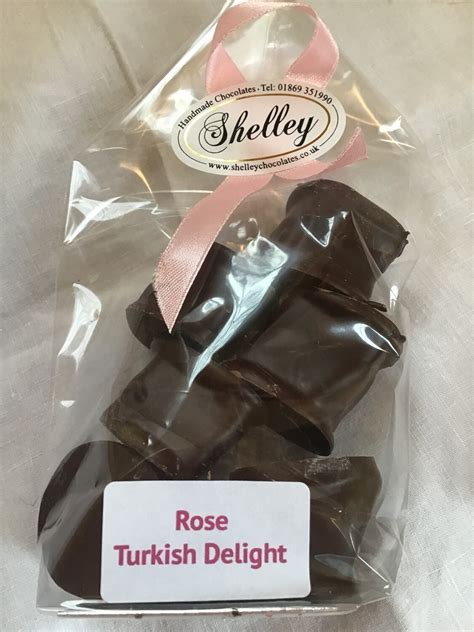 Handmade Chocolates • Tel: 01869 351990
Shelley
www.shelleychocolates.co.uk
Rose
Turkish Delight